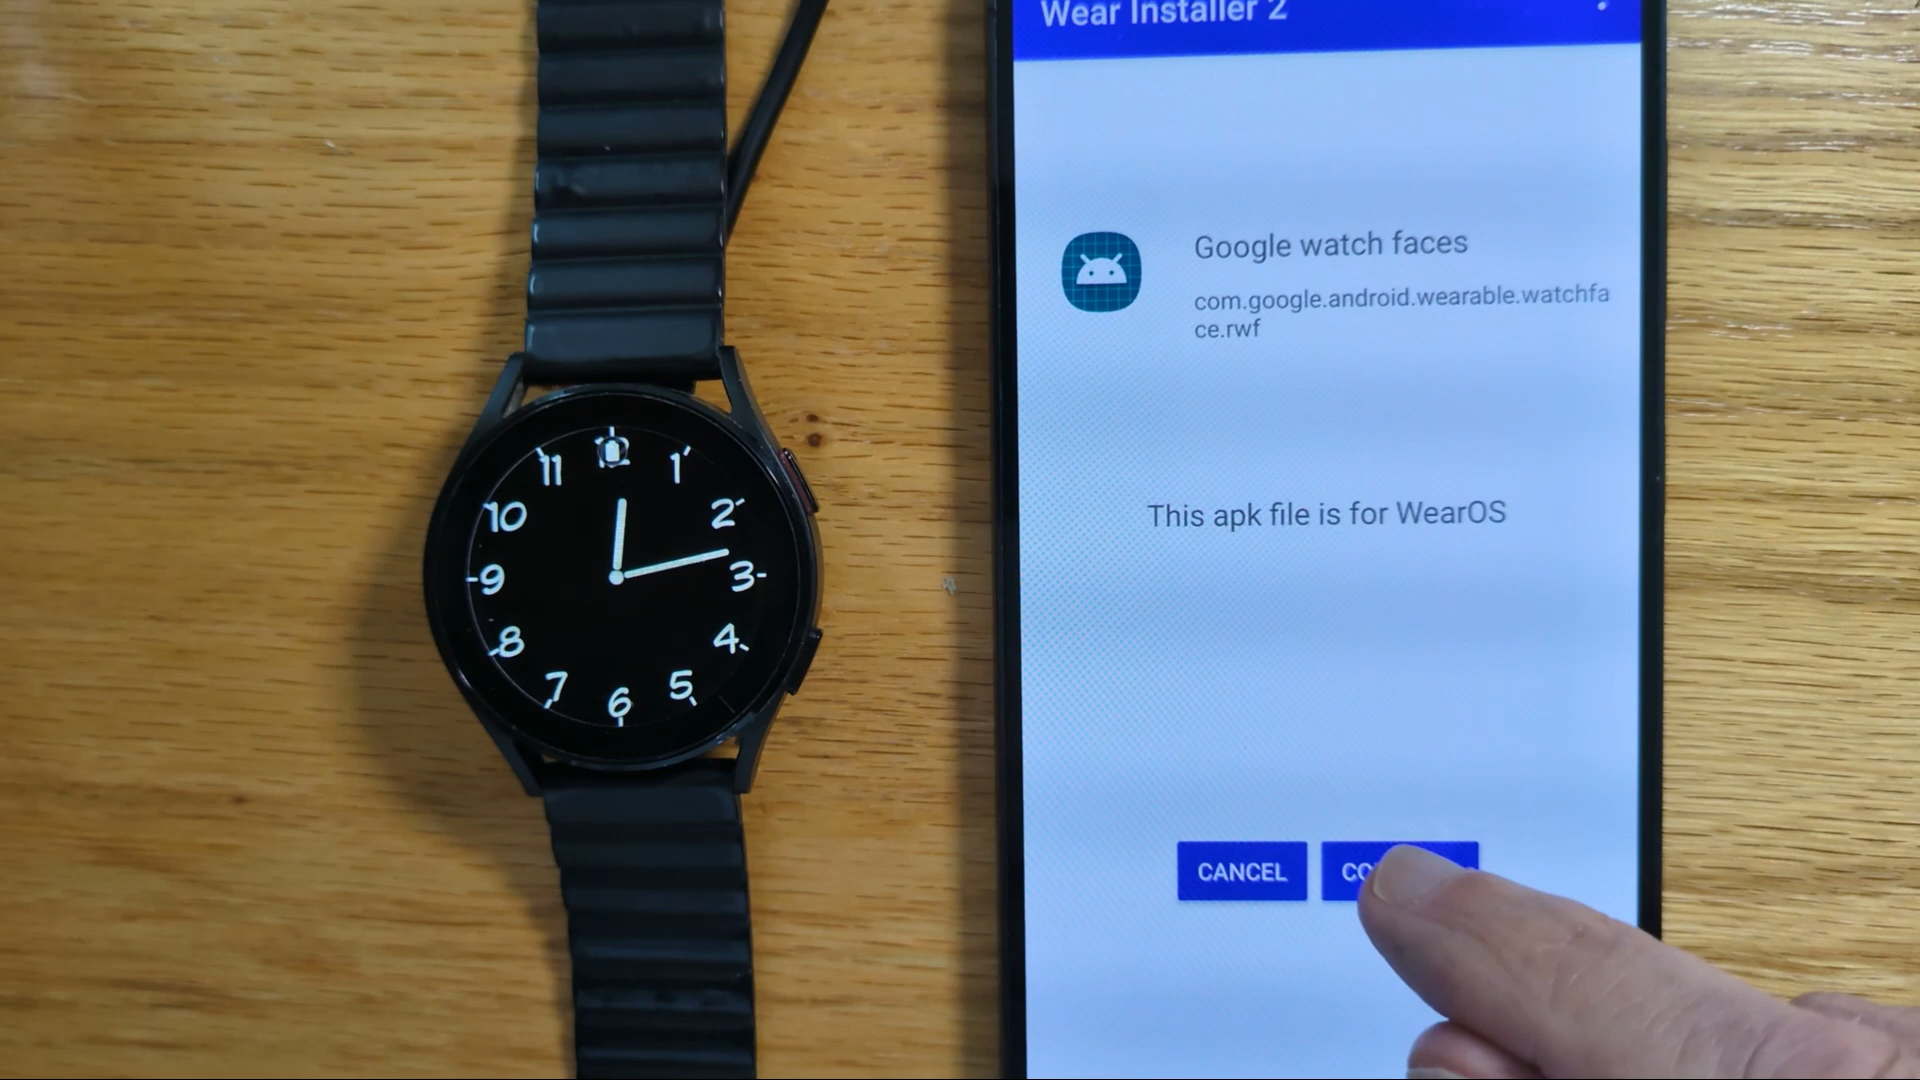 Wear Installer 2
Google watch faces
com.google.android.wearable.watchfa
ce.rwf
This apk file is for WearOS
CANCEL
12
11
1
10
2
9
3
8
4
7
5
6